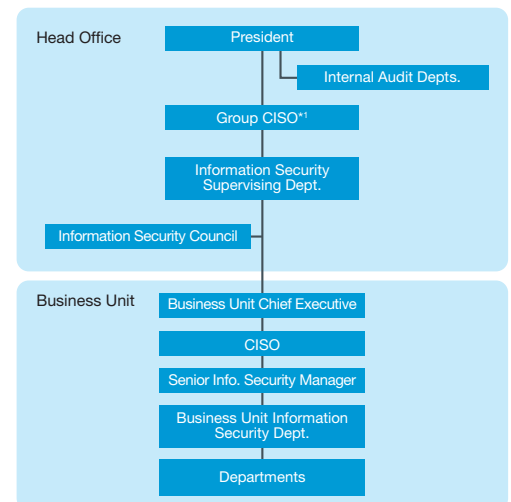 Head Office
President
Internal Audit Depts.
Group CISO*1
Information Security
Supervising Dept.
Information Security Council
Business Unit
Business Unit Chief Executive
CISO
Senior Info. Security Manager
Business Unit Information
Security Dept.
Departments